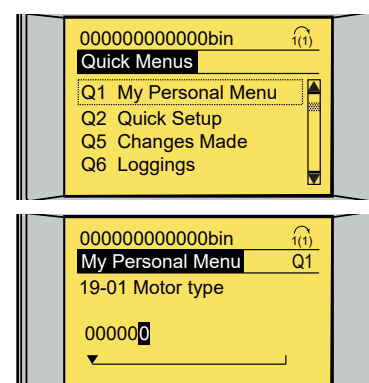 000000000000bin 1(1)
Quick Menus
Q1 My Personal Menu
Q2 Quick Setup
Q5 Changes Made
Q6 Loggings
000000000000bin 1(1)
My Personal Menu Q1
19-01 Motor type
000000